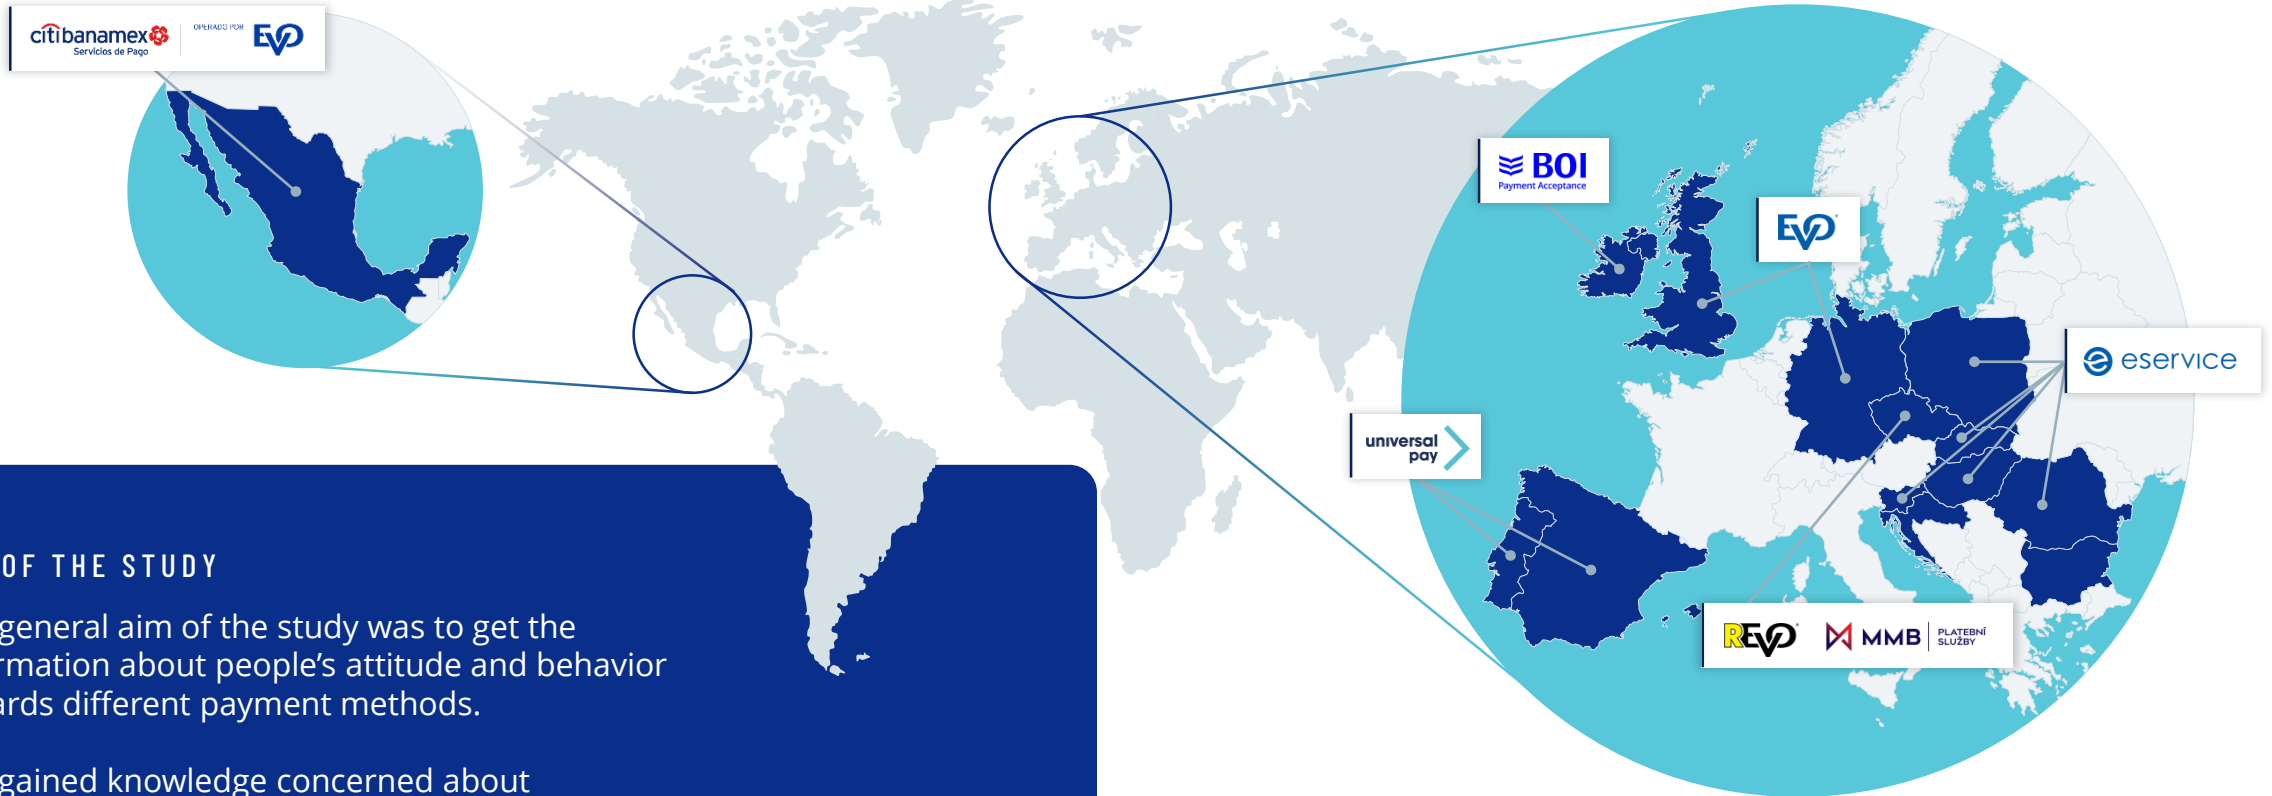 citibanamex
Servicios de Pago
OPERADO POR
EVO
BOI
Payment Acceptance
EVO
eservice
universal
pay
REVO
MMB
PLATEBNÍ
SLUŽBY
OF THE STUDY
general aim of the study was to get the
rmation about people's attitude and behavior
ards different payment methods.
gained knowledge concerned about